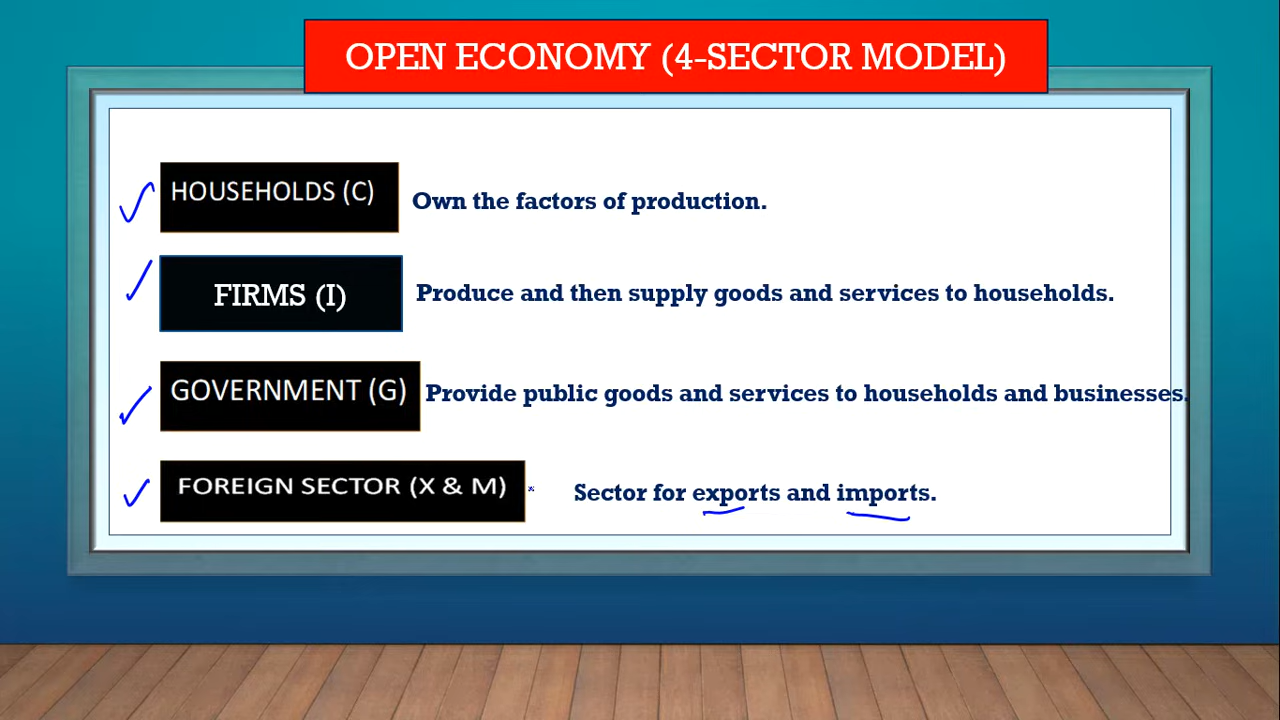 OPEN ECONOMY (4-SECTOR MODEL)
HOUSEHOLDS (C) Own the factors of production.
FIRMS (I) Produce and then supply goods and services to households.
GOVERNMENT (G) Provide public goods and services to households and businesses.
FOREIGN SECTOR (X & M) Sector for exports and imports.